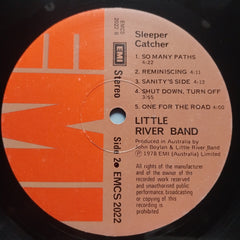 Sleeper
Catcher
1. SO MANY PATHS
4:22
2. REMINISCING 4:13
3. SANITY'S SIDE
4. SHUT DOWN, TURN OFF
3:55
5. ONE FOR THE ROAD 4:05
LITTLE
RIVER BAND
Produced in Australia by
John Boylan & Little River Band
℗ 1978 EMI (Australia) Limited
All rights of the manufacturer
and of the owner of the
recorded work reserved
and unauthorised public
performance, broadcasting
or copying of this
recording is
prohibited
EMCS
2022 B
EMI
Stereo
Side 2
EMCS 2022
EMI